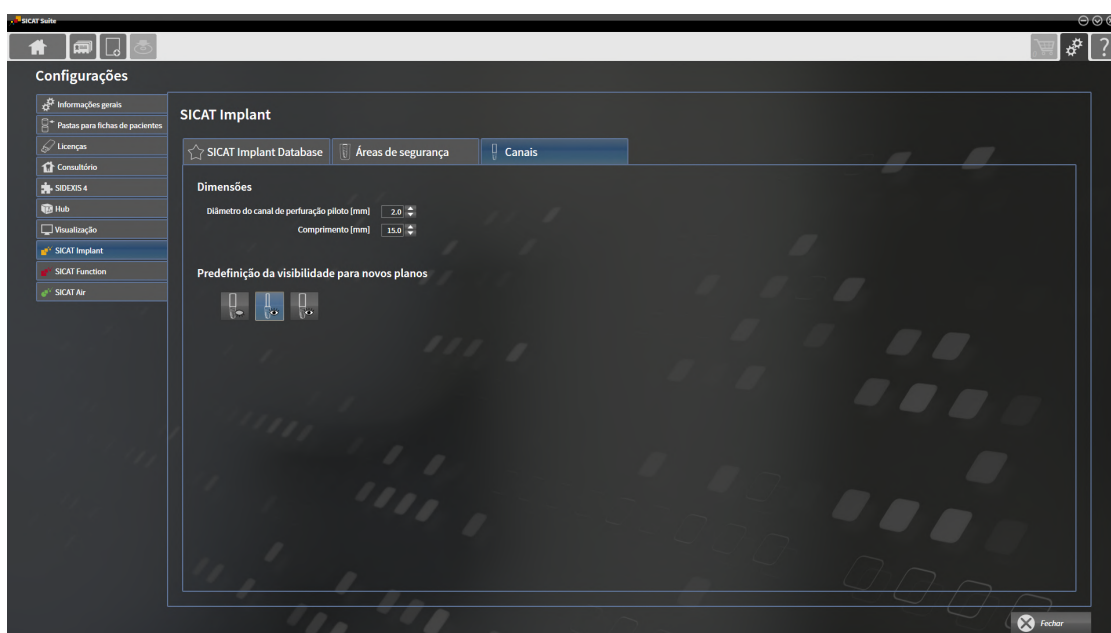 SICAT Suite
Configurações
Informações gerais
Pastas para fichas de pacientes
Licenças
Consultório
SIDEXIS 4
Hub
Visualização
SICAT Implant
SICAT Function
SICAT Air
SICAT Implant
SICAT Implant Database
Áreas de segurança
Canais
Dimensões
Diâmetro do canal de perfuração piloto [mm] 2.0
Comprimento [mm] 15.0
Predefinição da visibilidade para novos planos
Fechar